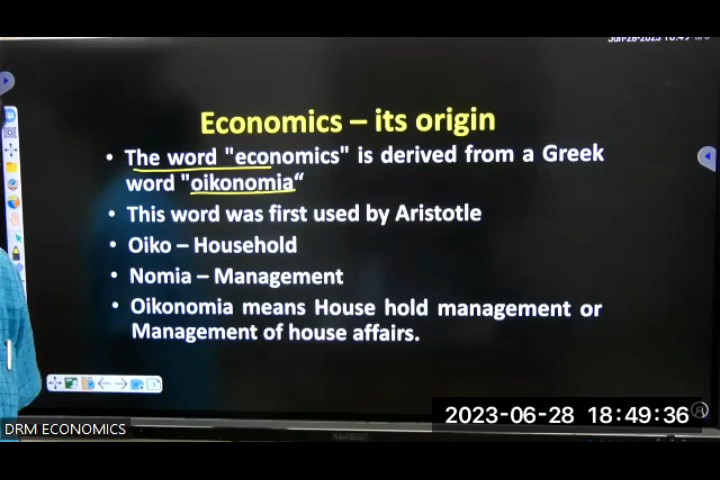 Economics – its origin
• The word "economics" is derived from a Greek
word "oikonomia“
• This word was first used by Aristotle
• Oiko – Household
• Nomia – Management
• Oikonomia means House hold management or
Management of house affairs.
2023-06-28 18:49:36
DRM ECONOMICS